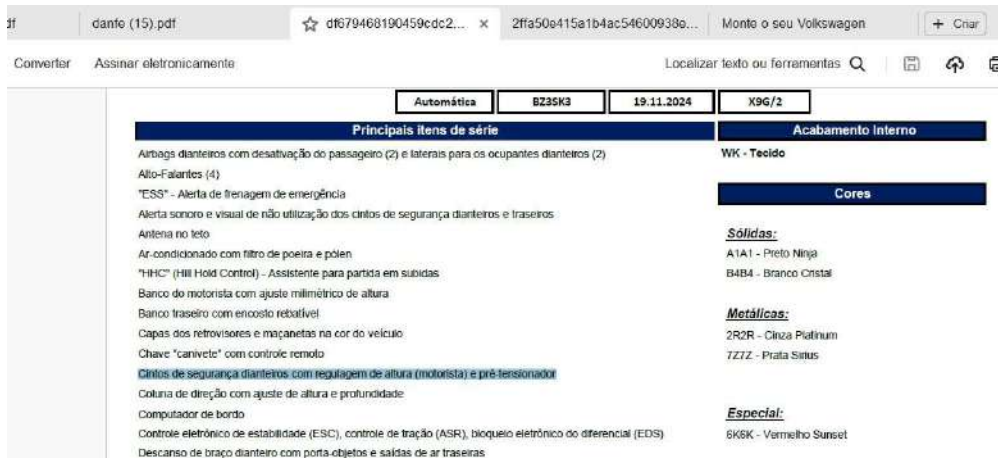 df
danfe (15).pdf
df679468190459cdc2...
2ffa50e415a1b4ac54600938e...
Monte o seu Volkswagen
+ Criar
Converter
Assinar eletronicamente
Localizar texto ou ferramentas
Automática
BZ3SK3
19.11.2024
X9G/2
Principais itens de série
Airbags dianteiros com desativação do passageiro (2) e laterais para os ocupantes dianteiros (2)
Alto-Falantes (4)
"ESS" - Alerta de frenagem de emergência
Alerta sonoro e visual de não utilização dos cintos de segurança dianteiros e traseiros
Antena no teto
Ar-condicionado com filtro de poeira e pólen
"HHC" (Hill Hold Control) - Assistente para partida em subidas
Banco do motorista com ajuste milimétrico de altura
Banco traseiro com encosto rebatível
Capas dos retrovisores e maçanetas na cor do veículo
Chave "canivete" com controle remoto
Cintos de segurança dianteiros com regulagem de altura (motorista) e pré-tensionador
Coluna de direção com ajuste de altura e profundidade
Computador de bordo
Controle eletrônico de estabilidade (ESC), controle de tração (ASR), bloqueio eletrônico do diferencial (EDS)
Descanso de braço dianteiro com porta-objetos e saídas de ar traseiras
Acabamento Interno
WK - Tecido
Cores
Sólidas:
A1A1 - Preto Ninja
B4B4 - Branco Cristal
Metálicas:
2R2R - Cinza Platinum
7Z7Z - Prata Sirius
Especial:
6K6K - Vermelho Sunset